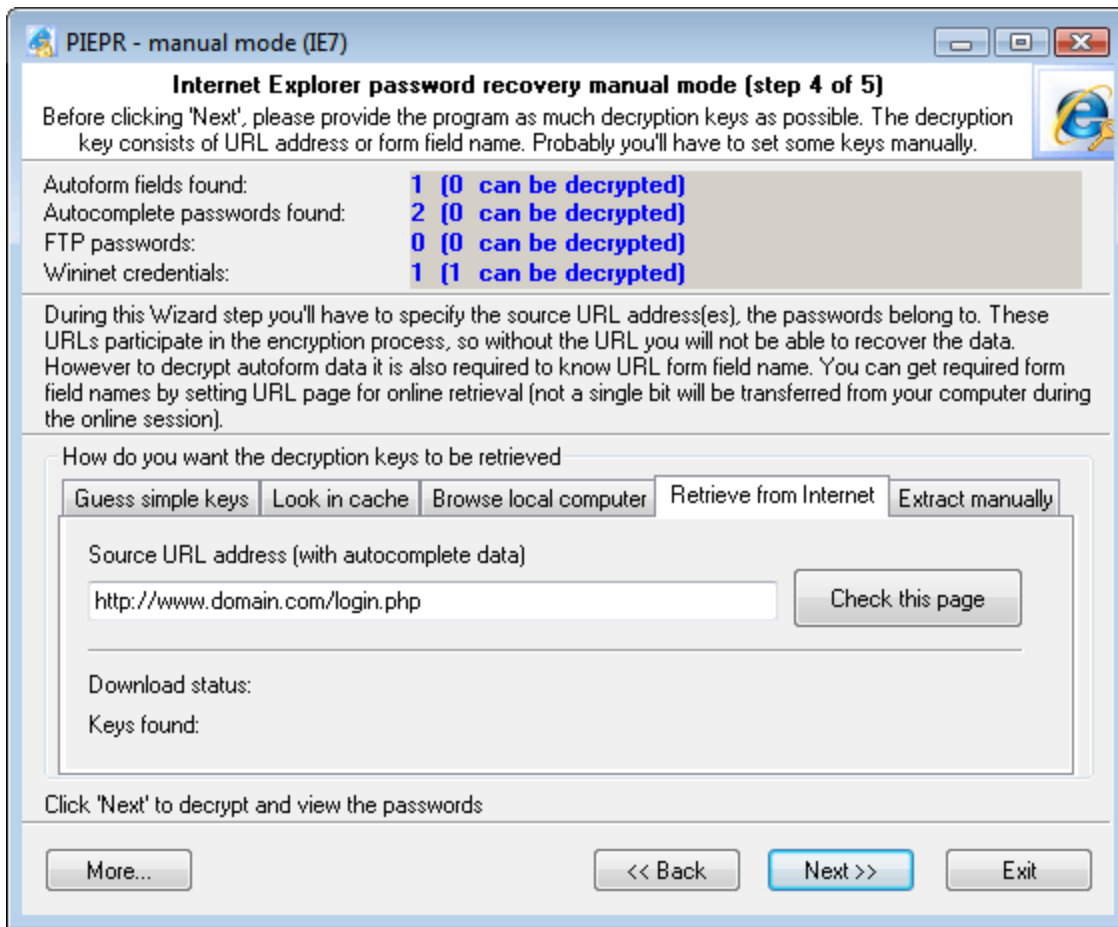 PIEPR - manual mode (IE7)
Internet Explorer password recovery manual mode (step 4 of 5)
Before clicking 'Next', please provide the program as much decryption keys as possible. The decryption
key consists of URL address or form field name. Probably you'll have to set some keys manually.
Autoform fields found: 1 (0 can be decrypted)
Autocomplete passwords found: 2 (0 can be decrypted)
FTP passwords: 0 (0 can be decrypted)
Wininet credentials: 1 (1 can be decrypted)
During this Wizard step you'll have to specify the source URL address(es), the passwords belong to. These
URLs participate in the encryption process, so without the URL you will not be able to recover the data.
However to decrypt autoform data it is also required to know URL form field name. You can get required form
field names by setting URL page for online retrieval (not a single bit will be transferred from your computer during
the online session).
How do you want the decryption keys to be retrieved
Guess simple keys Look in cache Browse local computer Retrieve from Internet Extract manually
Source URL address (with autocomplete data)
http://www.domain.com/login.php Check this page
Download status:
Keys found:
Click 'Next' to decrypt and view the passwords
More... << Back Next >> Exit